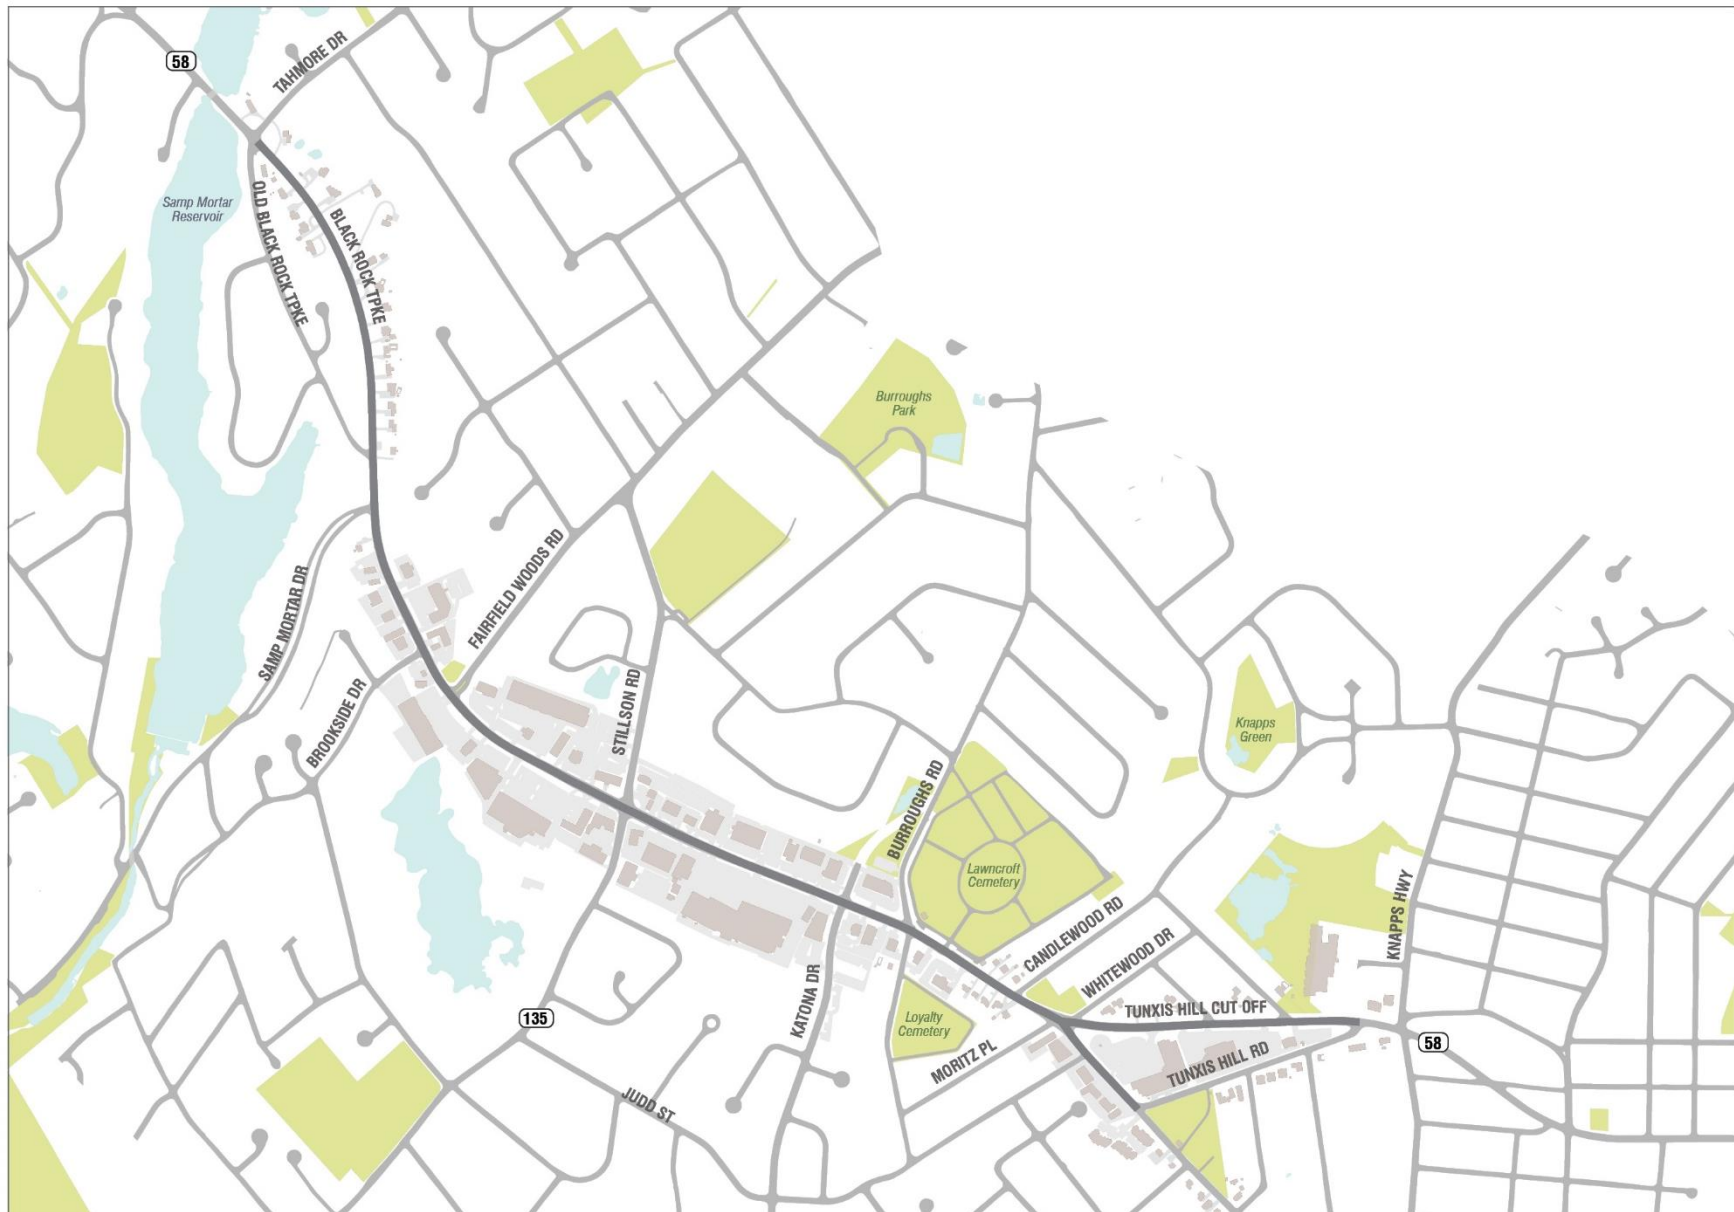 58
TAHMORE DR
Samp Mortar
Reservoir
OLD BLACK ROCK TPKE
BLACK ROCK TPKE
Burroughs
Park
FAIRFIELD WOODS RD
SAMP MORTAR DR
BROOKSIDE DR
STILLSON RD
Knapps
Green
BURROUGHS RD
Lawncroft
Cemetery
CANDLEWOOD RD
WHITEWOOD DR
KNAPPS HWY
KATONA DR
TUNXIS HILL CUT OFF
135
Loyalty
Cemetery
58
MORITZ PL
TUNXIS HILL RD
JUDD ST